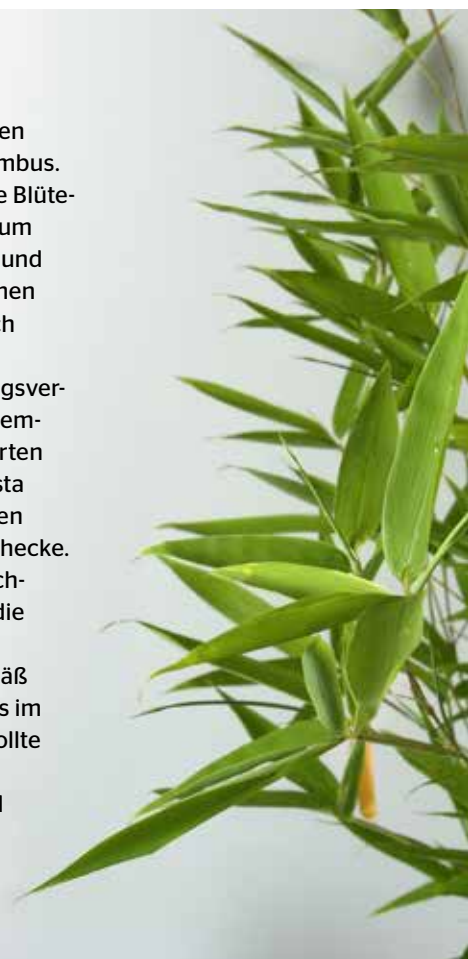 en
mbus.
e Blüte-
um
und
nen
ch
gsver-
em-
rten
sta
en
hecke.
ch-
die
äß
s im
ollte